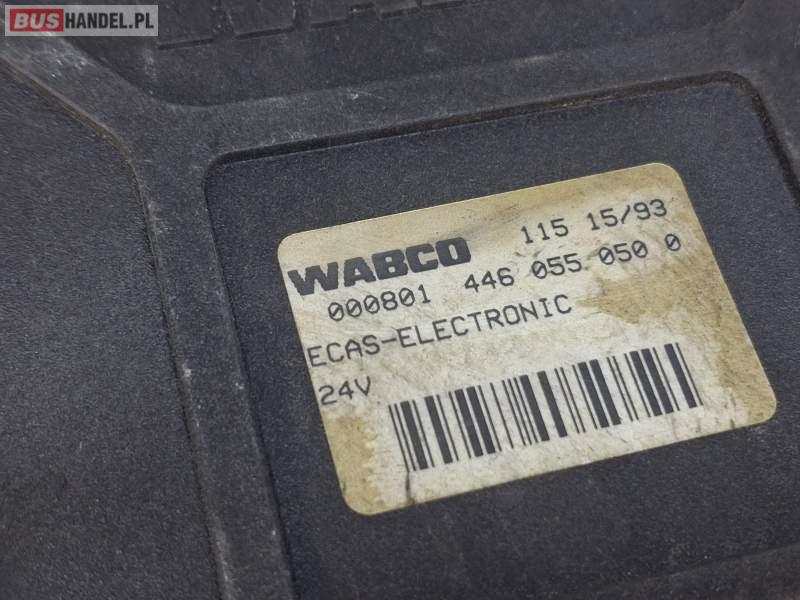 BUSHANDEL.PL
WABCO 115 15/93
000801 446 055 050 0
ECAS-ELECTRONIC
24V